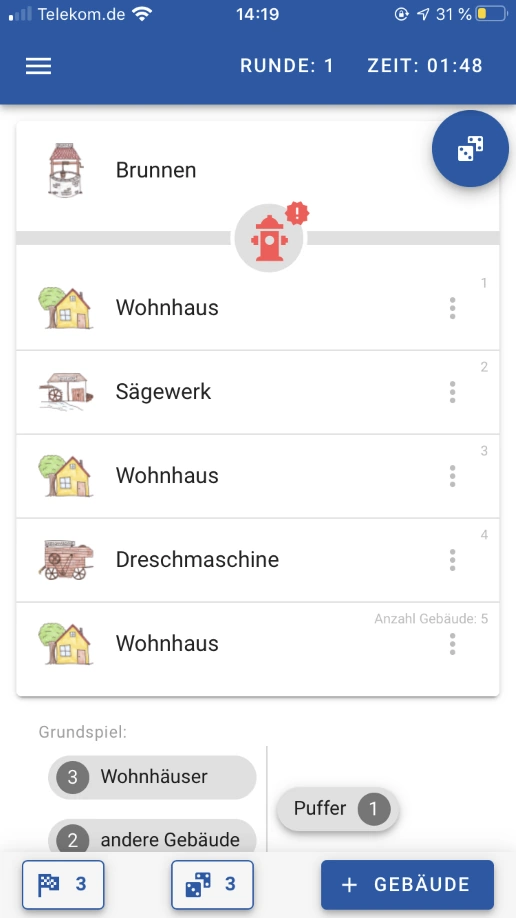 Telekom.de 14:19 31 %
RUNDE: 1 ZEIT: 01:48
Brunnen
!
1
Wohnhaus
2
Sägewerk
3
Wohnhaus
4
Dreschmaschine
Anzahl Gebäude: 5
Wohnhaus
Grundspiel:
3 Wohnhäuser
Puffer 1
2 andere Gebäude
3 3 + GEBÄUDE